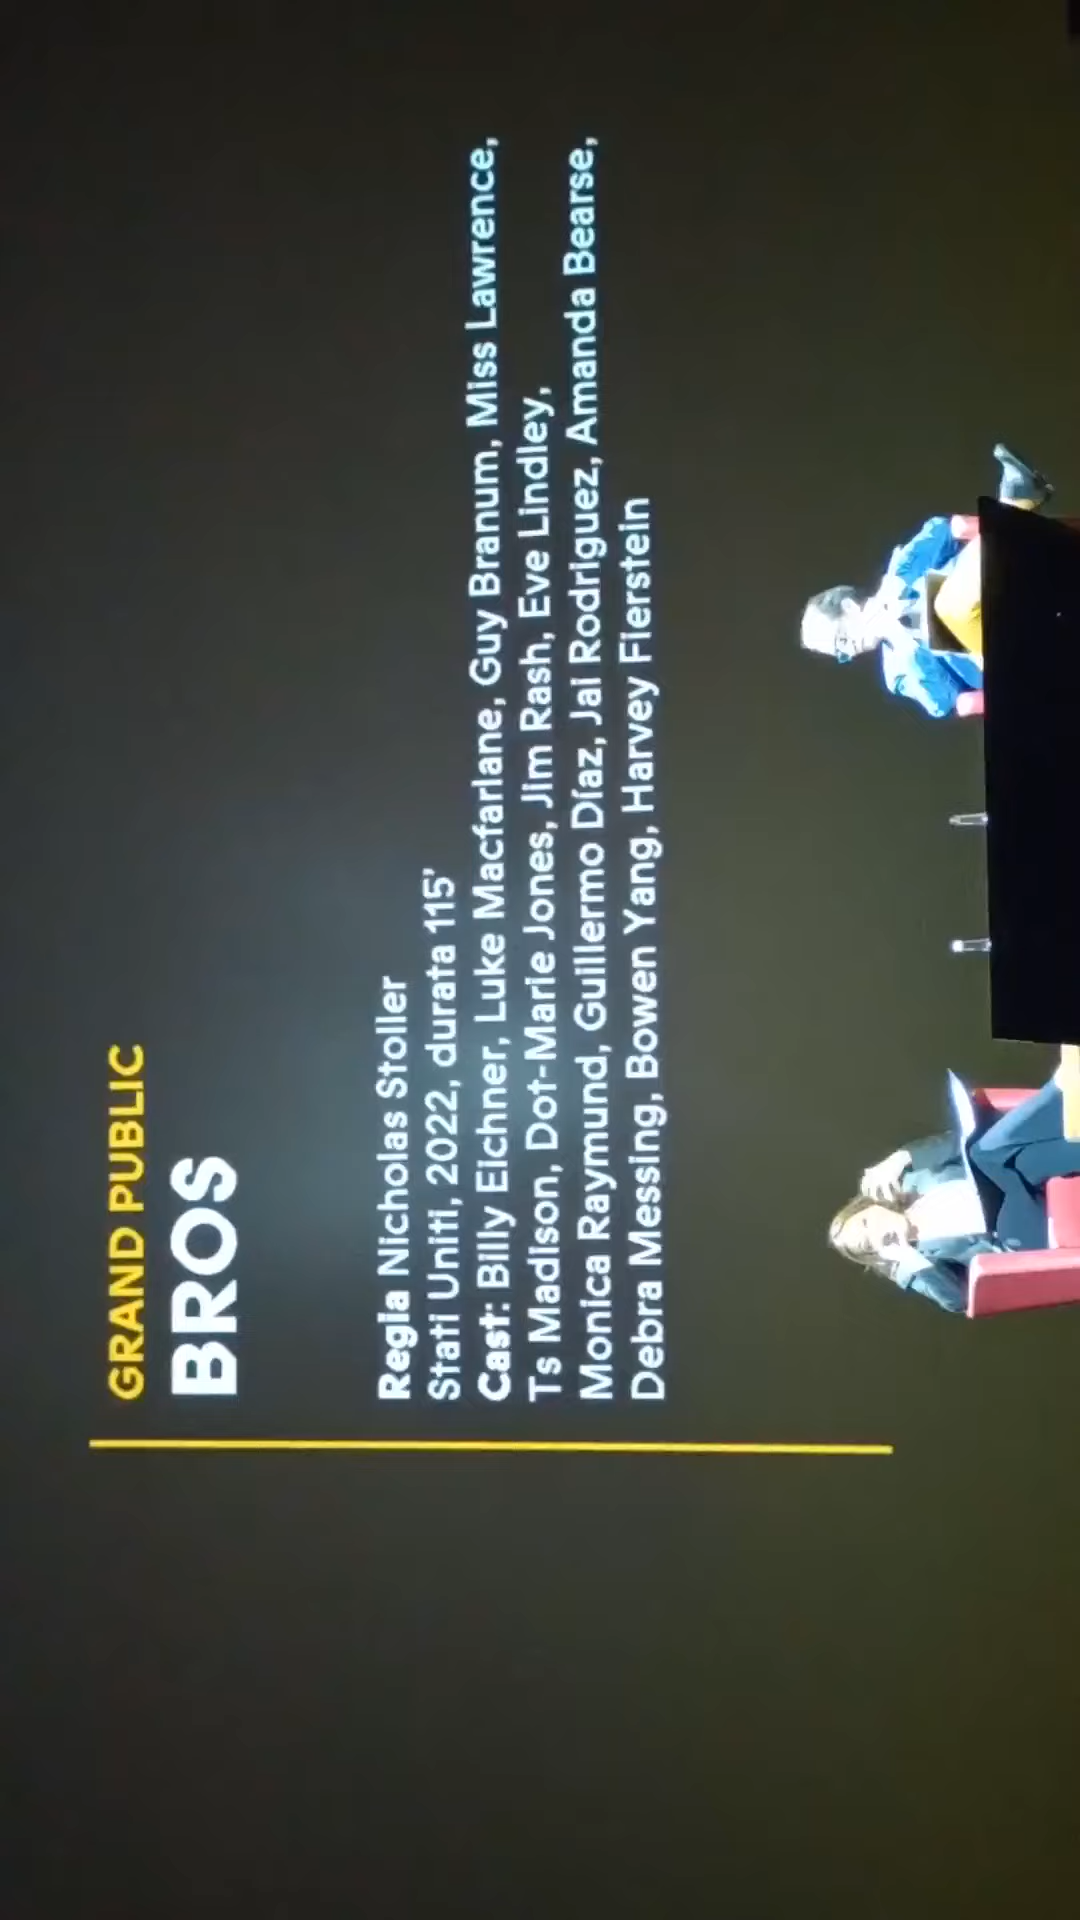 GRAND PUBLIC
BROS
Regia Nicholas Stoller
Stati Uniti, 2022, durata 115'
Cast: Billy Eichner, Luke Macfarlane, Guy Branum, Miss Lawrence,
Ts Madison, Dot-Marie Jones, Jim Rash, Eve Lindley,
Monica Raymund, Guillermo Díaz, Jai Rodriguez, Amanda Bearse,
Debra Messing, Bowen Yang, Harvey Fierstein